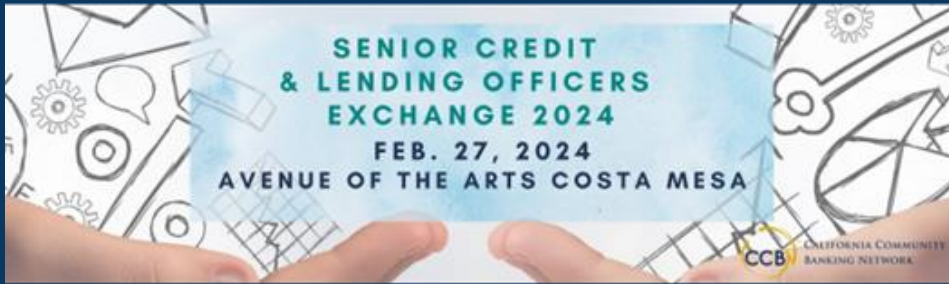 SENIOR CREDIT
& LENDING OFFICERS
EXCHANGE 2024
FEB. 27, 2024
AVENUE OF THE ARTS COSTA MESA
CCB
CALIFORNIA COMMUNITY
BANKING NETWORK